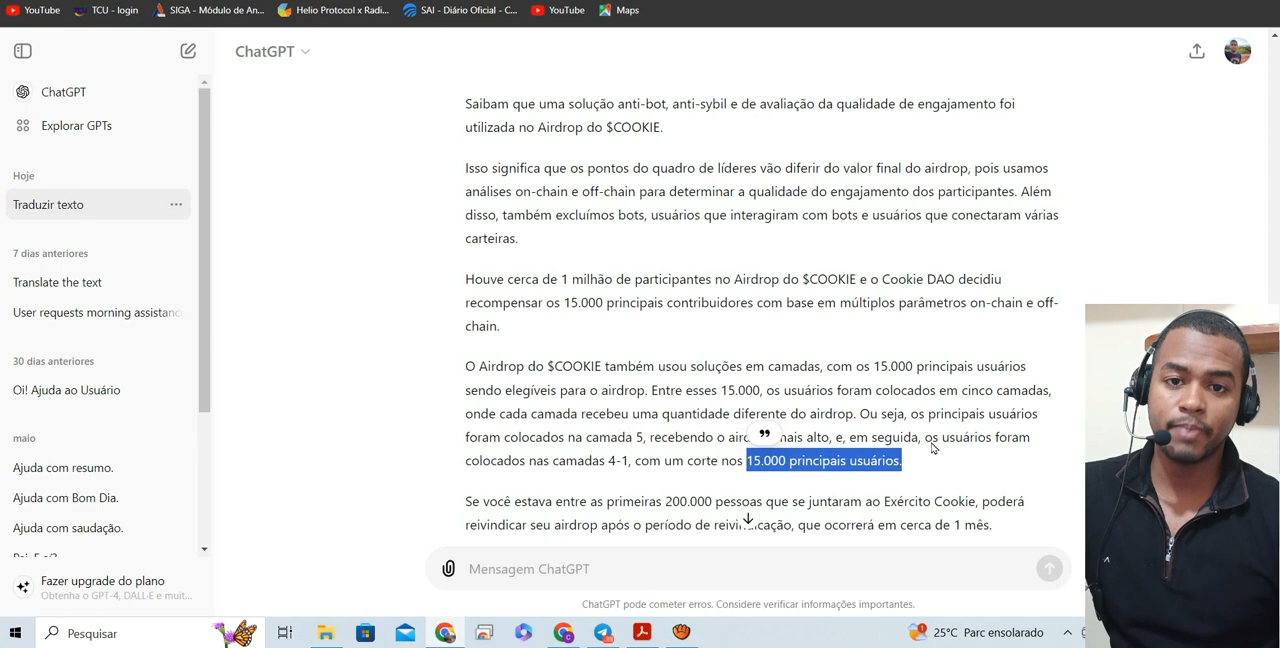 YouTube
TCU - login
SIGA - Módulo de An...
Helio Protocol x Radi...
SAI - Diário Oficial - C...
YouTube
Maps
ChatGPT
ChatGPT
Explorar GPTs
Hoje
Traduzir texto
7 dias anteriores
Translate the text
User requests morning assistanc
30 dias anteriores
Oi! Ajuda ao Usuário
maio
Ajuda com resumo.
Ajuda com Bom Dia.
Ajuda com saudação.
Fazer upgrade do plano
Obtenha o GPT-4, DALL·E e muit...
Saibam que uma solução anti-bot, anti-sybil e de avaliação da qualidade de engajamento foi
utilizada no Airdrop do $COOKIE.
Isso significa que os pontos do quadro de líderes vão diferir do valor final do airdrop, pois usamos
análises on-chain e off-chain para determinar a qualidade do engajamento dos participantes. Além
disso, também excluímos bots, usuários que interagiram com bots e usuários que conectaram várias
carteiras.
Houve cerca de 1 milhão de participantes no Airdrop do $COOKIE e o Cookie DAO decidiu
recompensar os 15.000 principais contribuidores com base em múltiplos parâmetros on-chain e off-
chain.
O Airdrop do $COOKIE também usou soluções em camadas, com os 15.000 principais usuários
sendo elegíveis para o airdrop. Entre esses 15.000, os usuários foram colocados em cinco camadas,
onde cada camada recebeu uma quantidade diferente do airdrop. Ou seja, os principais usuários
foram colocados na camada 5, recebendo o mais alto, e, em seguida, os usuários foram
colocados nas camadas 4-1, com um corte nos 15.000 principais usuários.
Se você estava entre as primeiras 200.000 pessoas que se juntaram ao Exército Cookie, poderá
reivindicar seu airdrop após o período de reivindicação, que ocorrerá em cerca de 1 mês.
Mensagem ChatGPT
ChatGPT pode cometer erros. Considere verificar informações importantes.
Pesquisar
25°C Parc ensolarado